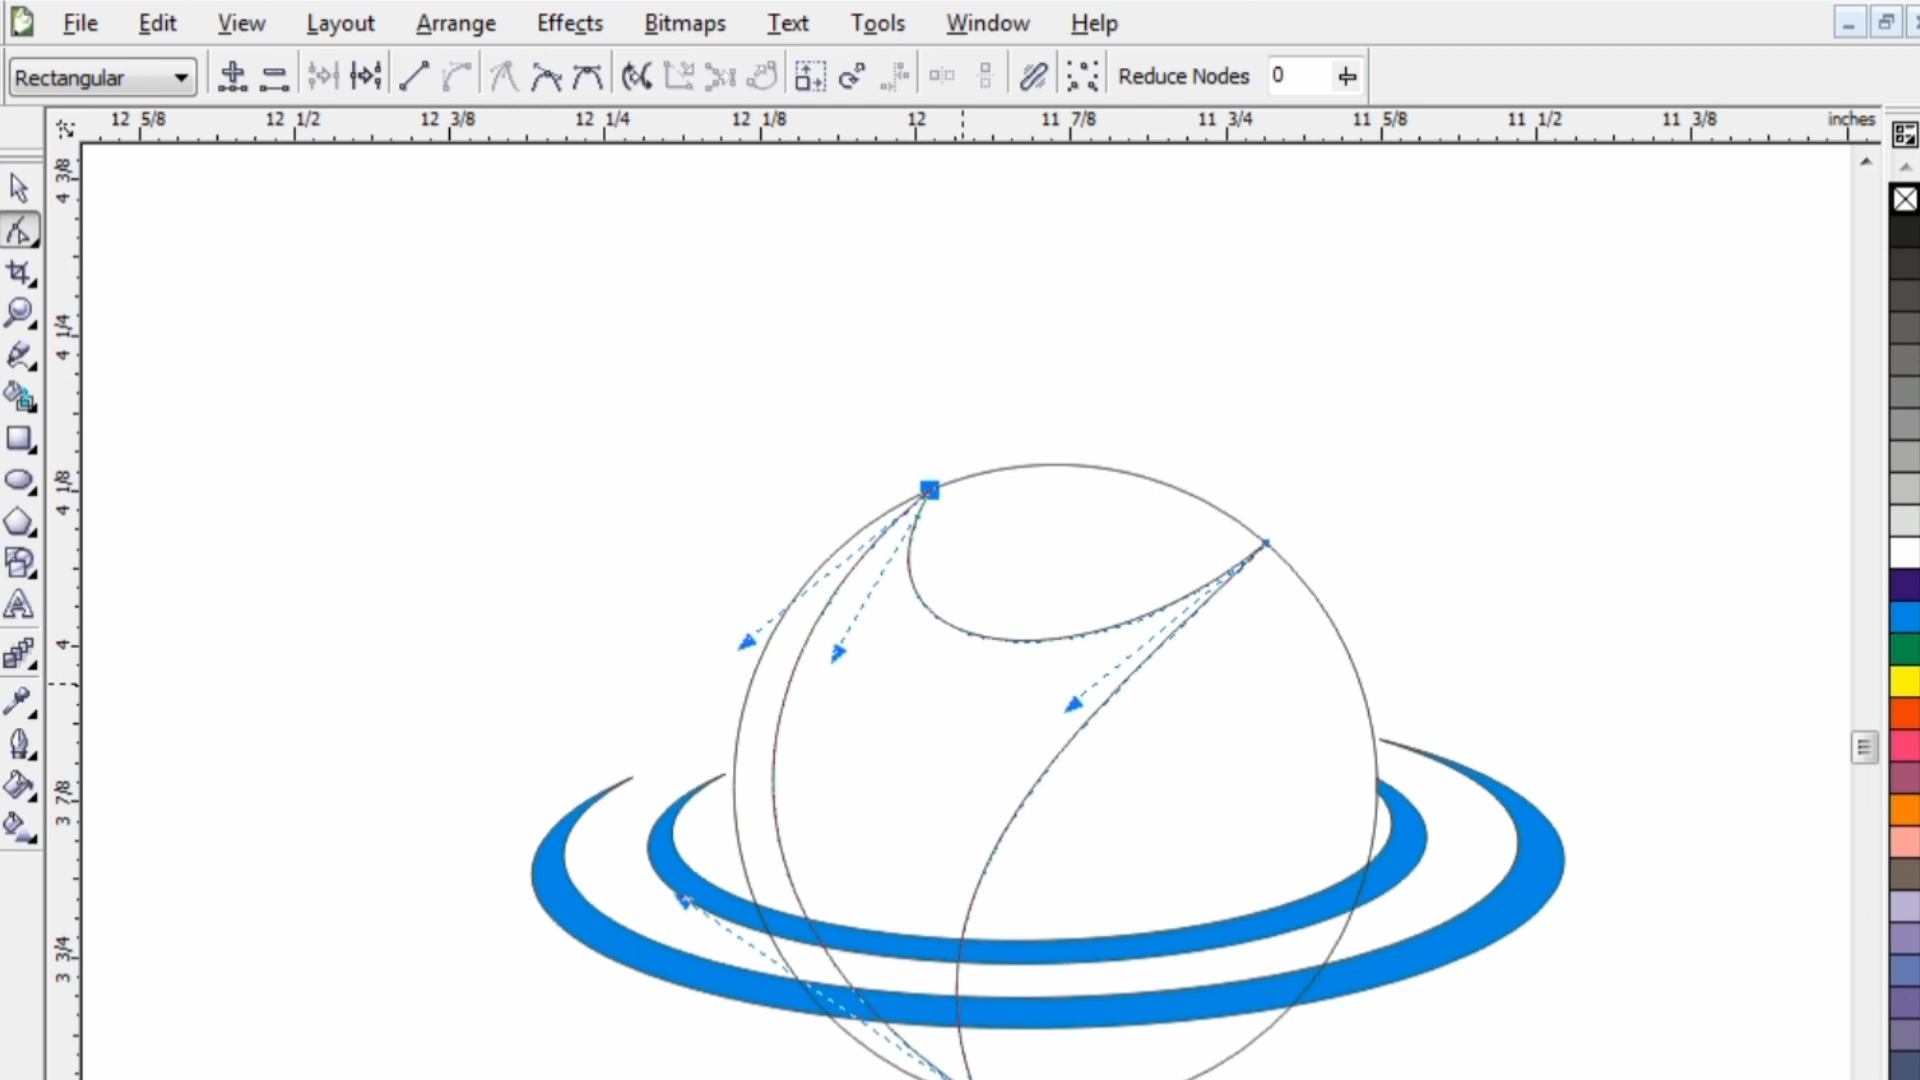 File Edit View Layout Arrange Effects Bitmaps Text Tools Window Help
Rectangular Reduce Nodes 0
12 5/8 12 1/2 12 3/8 12 1/4 12 1/8 12 11 7/8 11 3/4 11 5/8 11 1/2 11 3/8 inches
4 3/8
4 1/4
4 1/8
4
3 7/8
3 3/4